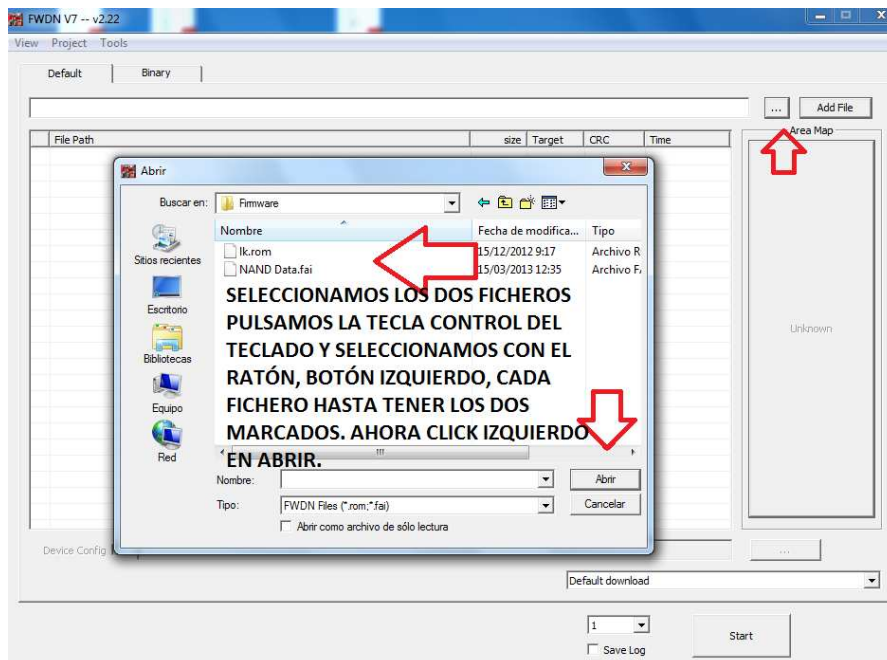 FWDN V7 -- v2.22
View Project Tools
Default Binary
... Add File
File Path size Target CRC Time Area Map
Abrir
Buscar en: Firmware
Nombre Fecha de modifica... Tipo
lk.rom 15/12/2012 9:17 Archivo R
NAND Data.fai 15/03/2013 12:35 Archivo F
Sitios recientes
Escritorio
Bibliotecas
Equipo
Red
SELECCIONAMOS LOS DOS FICHEROS
PULSAMOS LA TECLA CONTROL DEL
TECLADO Y SELECCIONAMOS CON EL
RATÓN, BOTÓN IZQUIERDO, CADA
FICHERO HASTA TENER LOS DOS
MARCADOS. AHORA CLICK IZQUIERDO
EN ABRIR.
Unknown
Nombre: Abrir
Tipo: FWDN Files (*.rom;*.fai) Cancelar
Abrir como archivo de sólo lectura
Device Config ...
Default download
1
Save Log
Start